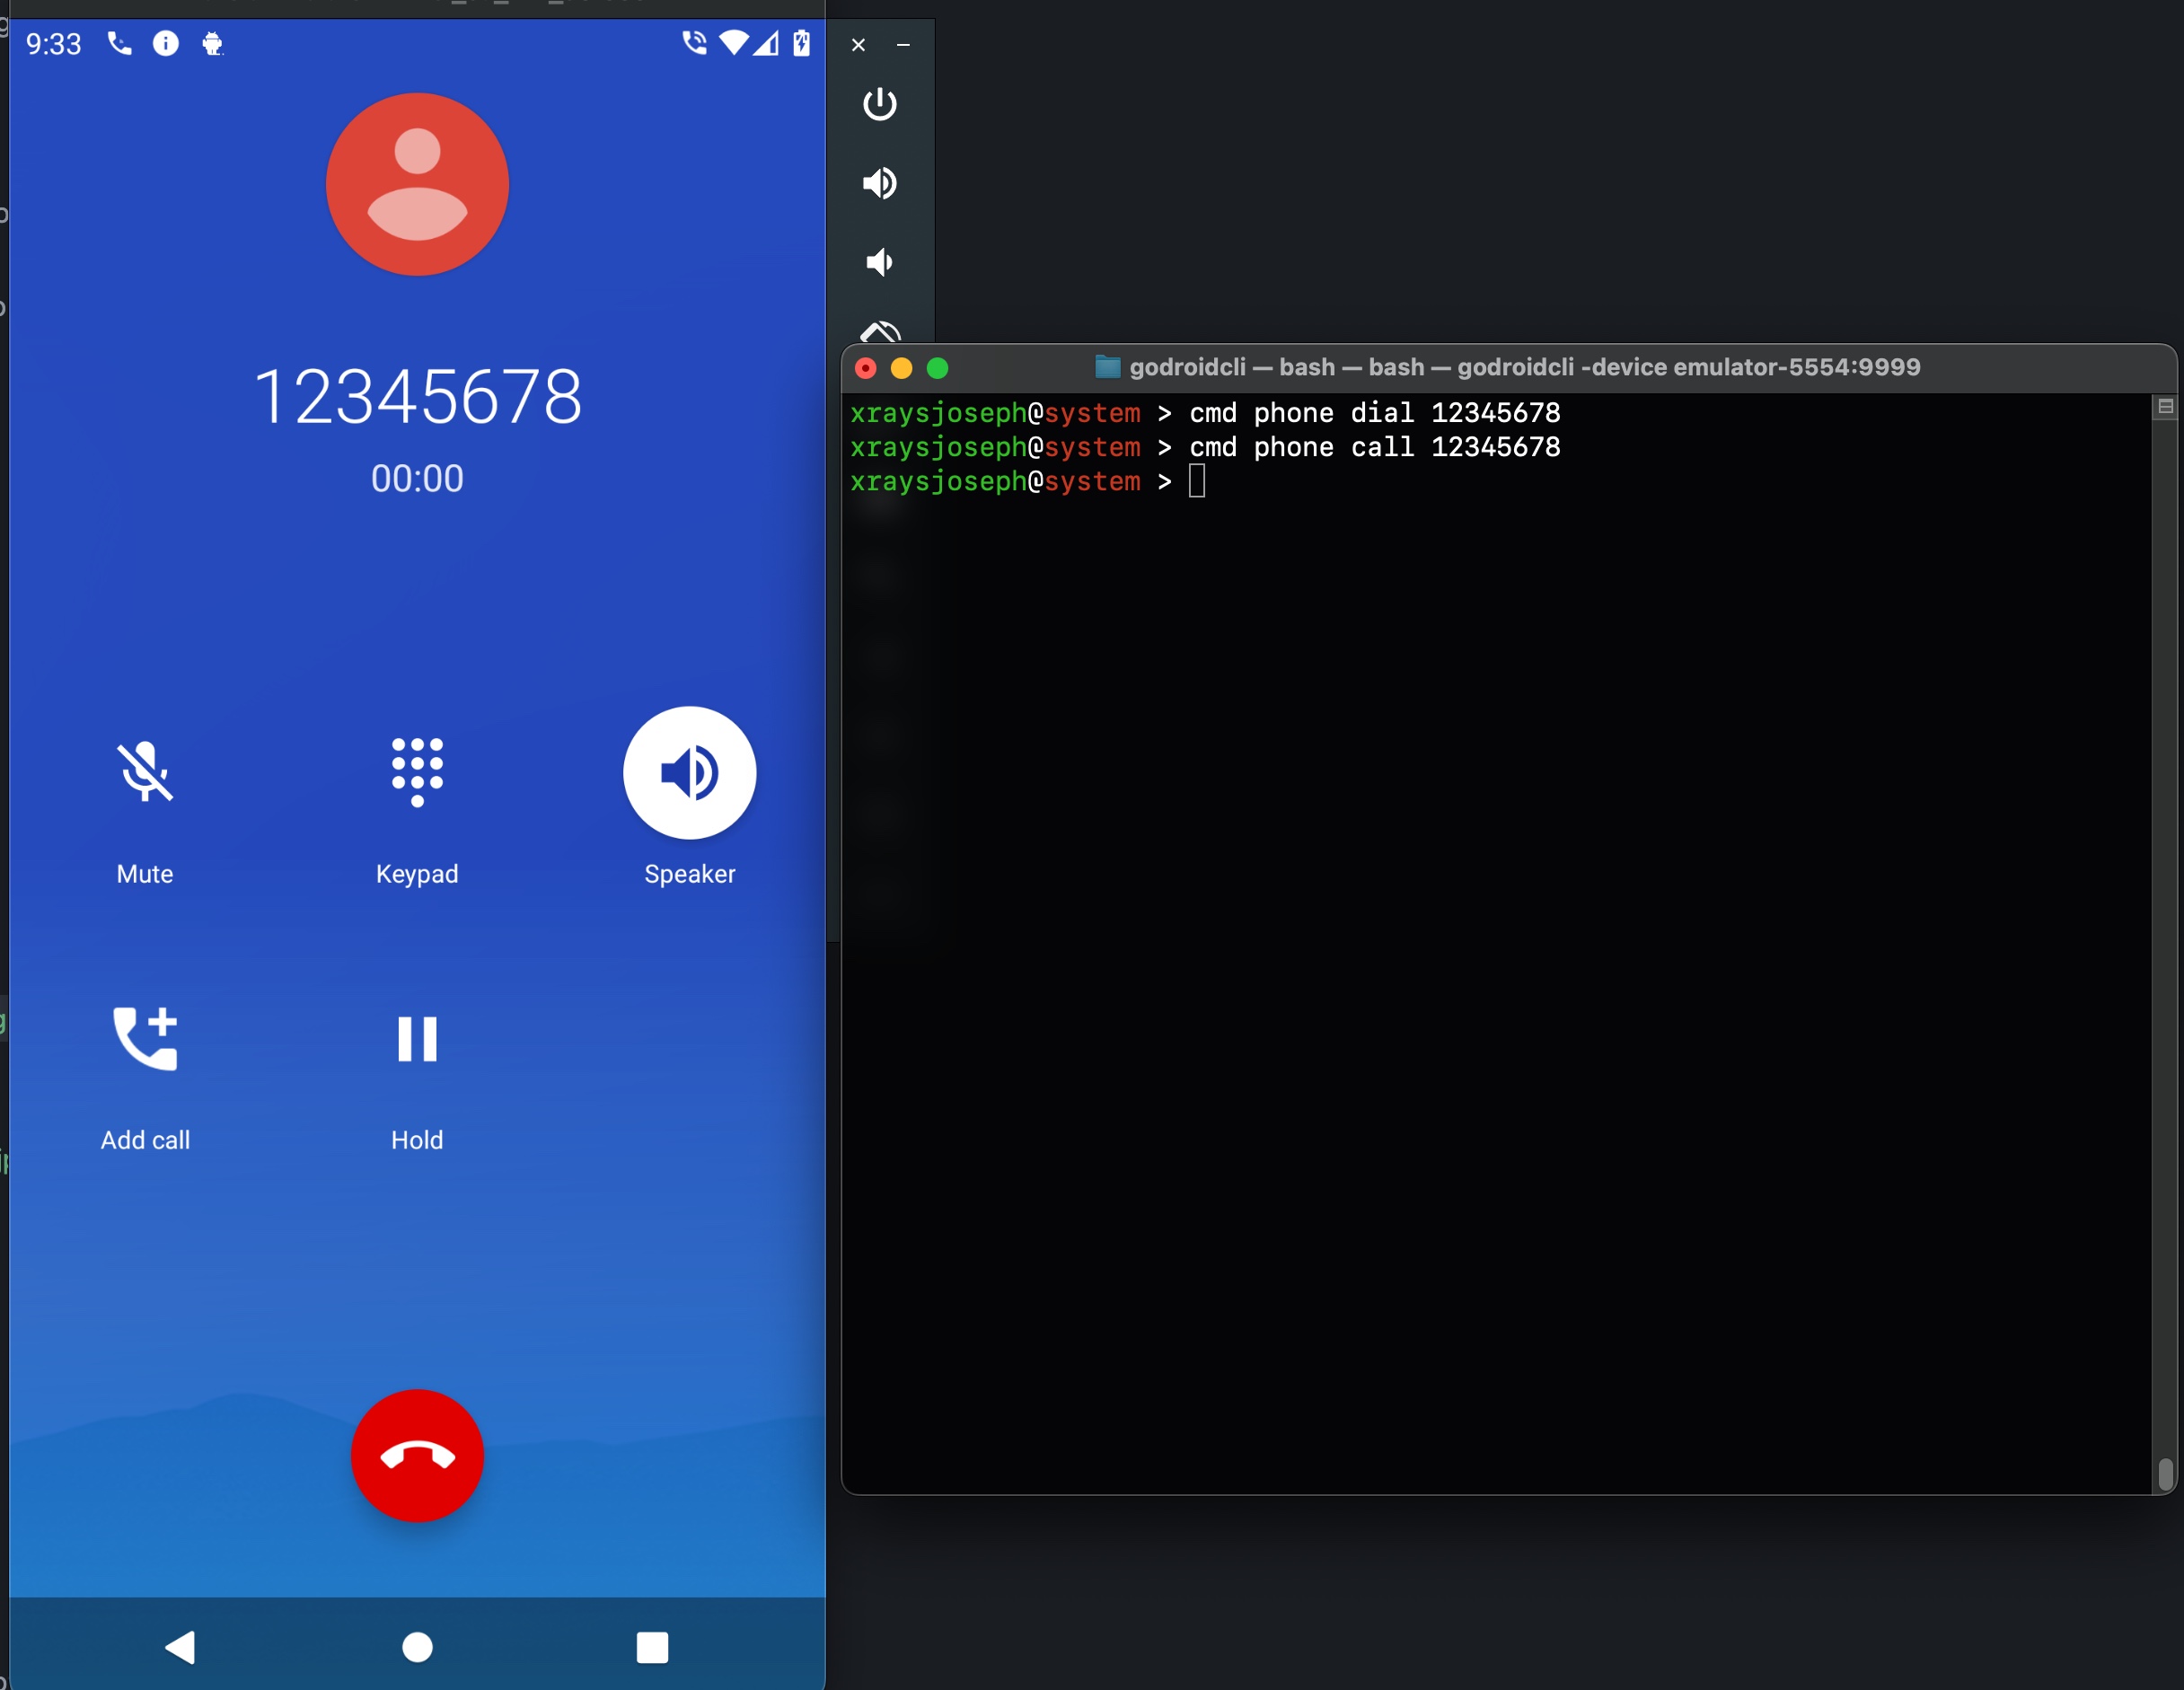 9:33
12345678
00:00
Mute
Keypad
Speaker
Add call
Hold
godroidcli — bash — bash — godroidcli -device emulator-5554:9999
xraysjoseph@system > cmd phone dial 12345678
xraysjoseph@system > cmd phone call 12345678
xraysjoseph@system >